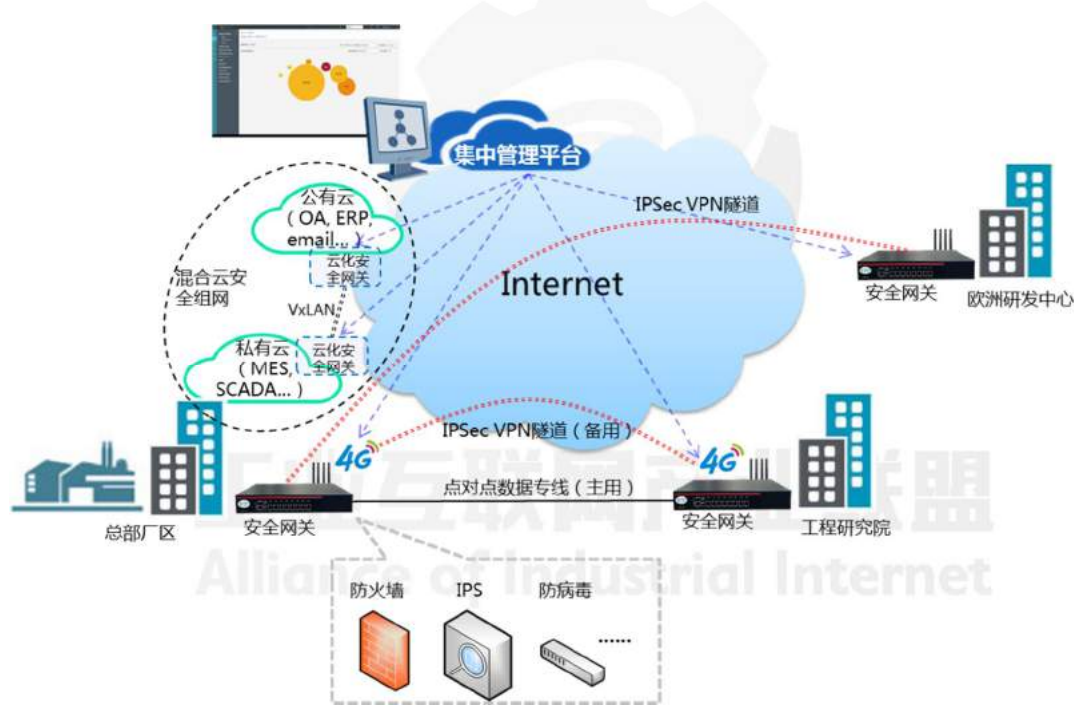 集中管理平台
公有云
（ OA, ERP,
email... ）
云化安
全网关
混合云安
全组网
VxLAN
私有云
（ MES,
SCADA... ）
云化安
全网关
Internet
IPSec VPN隧道
安全网关
欧洲研发中心
IPSec VPN隧道（ 备用 ）
4G
4G
点对点数据专线（ 主用 ）
总部厂区
安全网关
安全网关
工程研究院
工业互联网产业联盟
Alliance of Industrial Internet
防火墙
IPS
防病毒
......